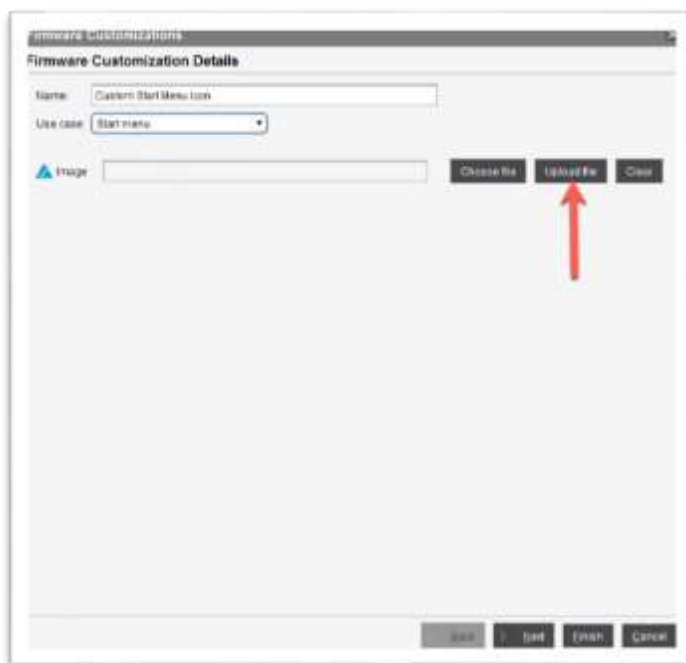 Firmware Customizations
Firmware Customization Details
Name Custom Start Menu Icon
Use case Start menu
Image Choose file Upload file Clear
Back Next Finish Cancel